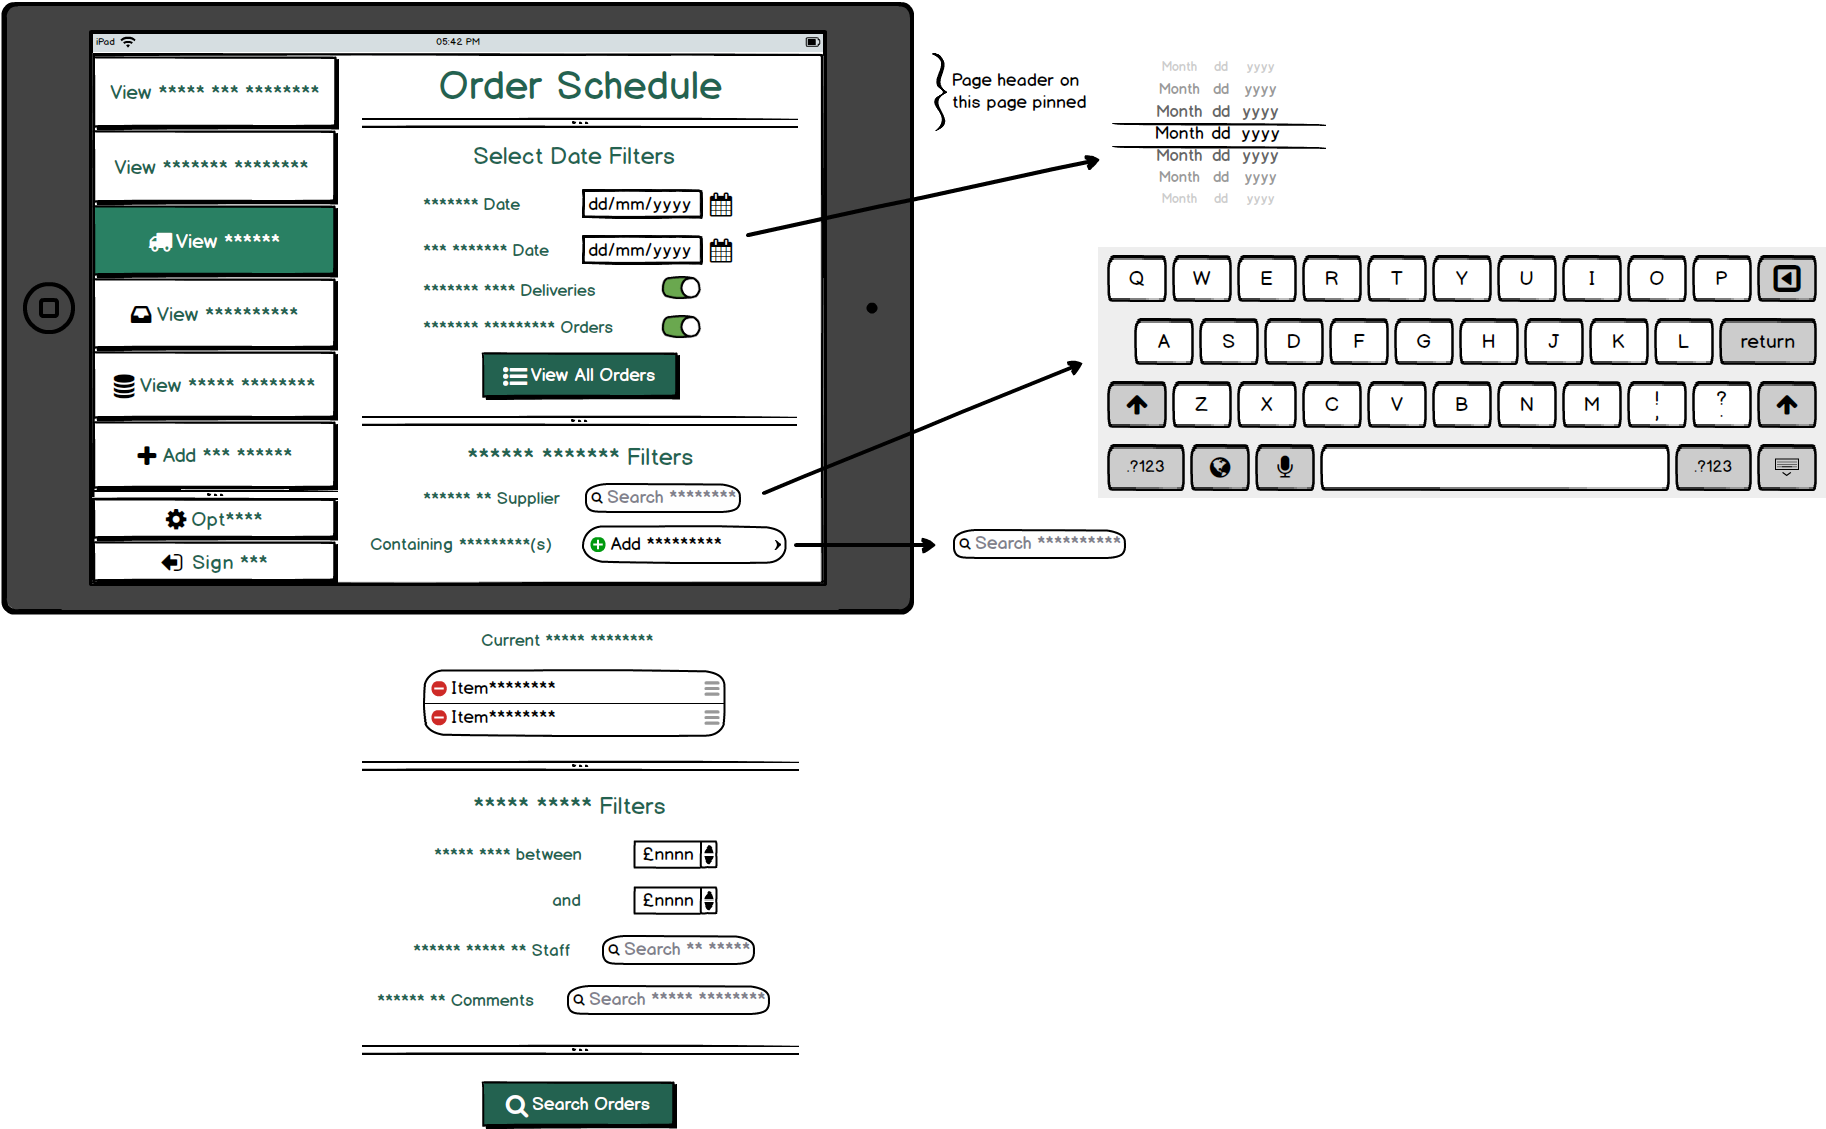 iPad
05:42 PM
View ***** *** ********
View ******* ********
View ******
View **********
View ***** ********
Add *** ******
Opt****
Sign ***
Order Schedule
Select Date Filters
******* Date dd/mm/yyyy
*** ******* Date dd/mm/yyyy
******* **** Deliveries
******* ********* Orders
View All Orders
****** ******* Filters
****** ** Supplier Search ********
Containing *********(s) Add *********
Current ***** ********
Item********
Item********
***** ***** Filters
***** **** between £nnnn
and £nnnn
****** ***** ** Staff Search ** *****
****** ** Comments Search ***** ********
Search Orders
Page header on
this page pinned
Month dd yyyy
Month dd yyyy
Month dd yyyy
Month dd yyyy
Month dd yyyy
Month dd yyyy
Month dd yyyy
Q W E R T Y U I O P
A S D F G H J K L return
Z X C V B N M ! , ? .
.?123 .?123
Search **********